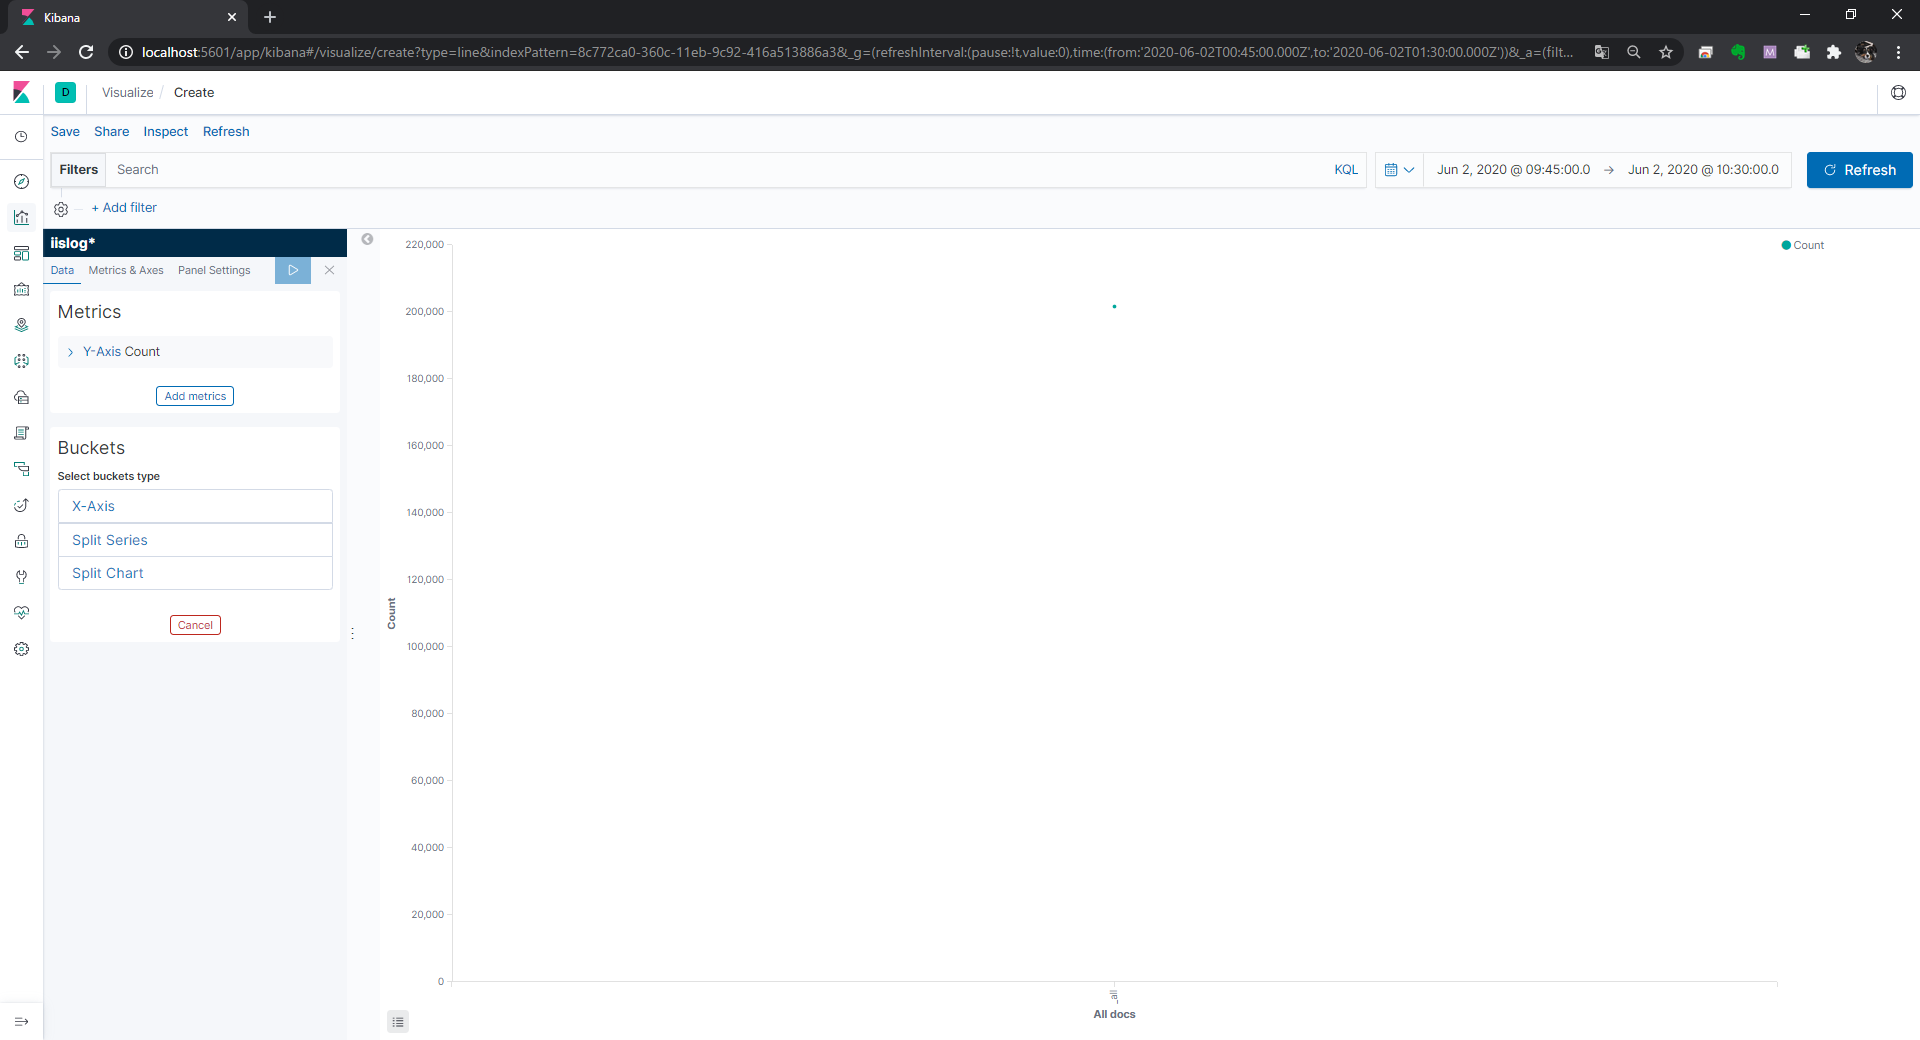 Kibana
localhost:5601/app/kibana#/visualize/create?type=line&indexPattern=8c772ca0-360c-11eb-9c92-416a513886a3&_g=(refreshInterval:(pause:!t,value:0),time:(from:'2020-06-02T00:45:00.000Z',to:'2020-06-02T01:30:00.000Z'))&_a=(filt...
D
Visualize / Create
Save Share Inspect Refresh
Filters Search KQL Jun 2, 2020 @ 09:45:00.0 → Jun 2, 2020 @ 10:30:00.0 Refresh
+ Add filter
iislog*
Data Metrics & Axes Panel Settings
Metrics
Y-Axis Count
Add metrics
Buckets
Select buckets type
X-Axis
Split Series
Split Chart
Cancel
220,000
200,000
180,000
160,000
140,000
120,000
100,000
80,000
60,000
40,000
20,000
0
Count
_all
All docs
Count
M